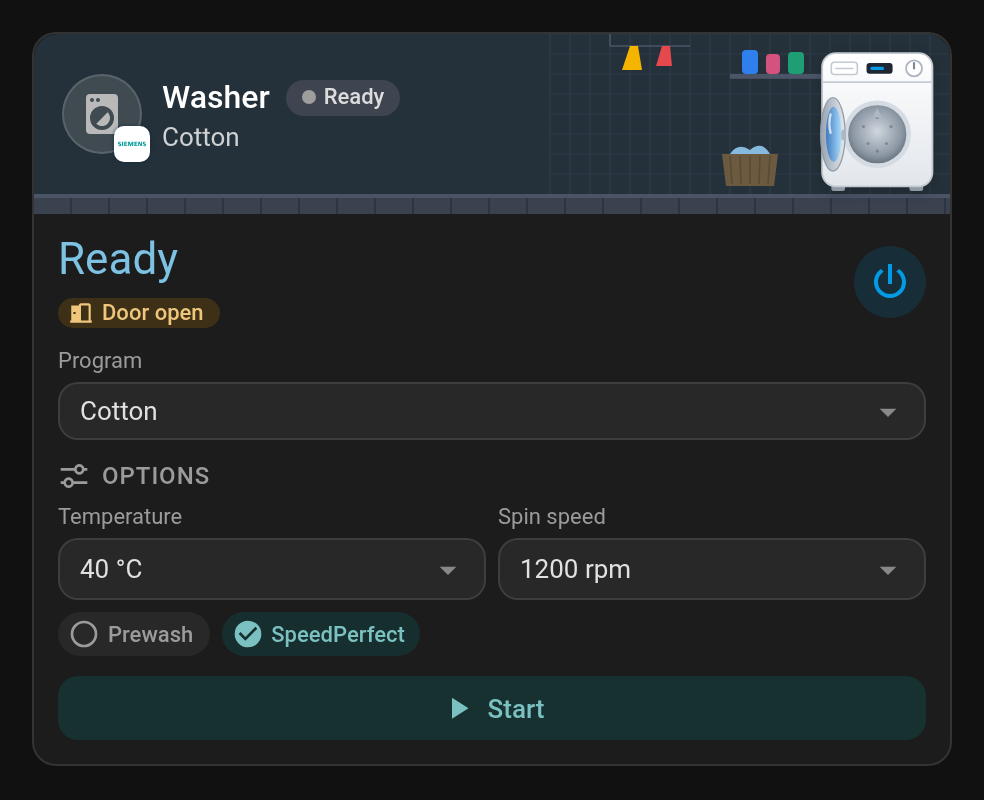 Washer
Ready
SIEMENS
Cotton
Ready
Door open
Program
Cotton
OPTIONS
Temperature
Spin speed
40 °C
1200 rpm
Prewash
SpeedPerfect
Start